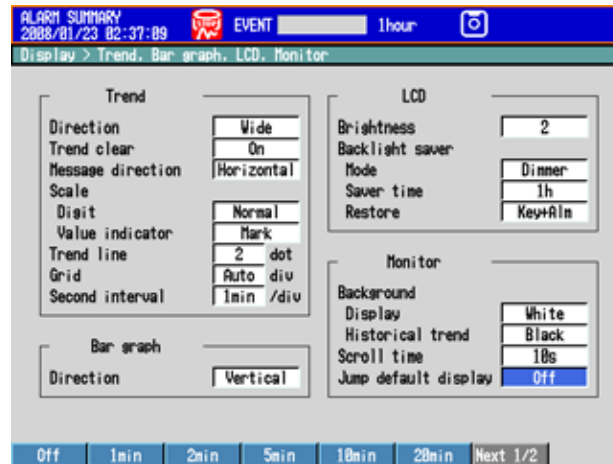 ALARM SUMMARY
2008/01/23 02:37:09
STOP
EVENT
1hour
Display > Trend, Bar graph, LCD, Monitor
Trend
Direction Wide
Trend clear On
Message direction Horizontal
Scale
Digit Normal
Value indicator Mark
Trend line 2 dot
Grid Auto div
Second interval 1min /div
Bar graph
Direction Vertical
LCD
Brightness 2
Backlight saver
Mode Dimmer
Saver time 1h
Restore Key+Alm
Monitor
Background
Display White
Historical trend Black
Scroll time 10s
Jump default display Off
Off 1min 2min 5min 10min 20min Next 1/2